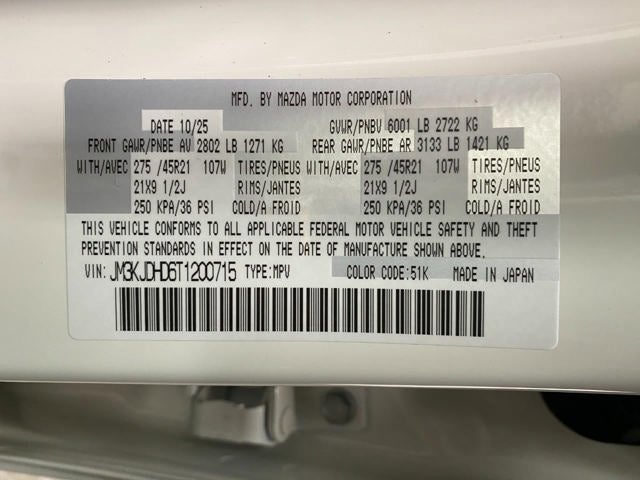 MFD. BY MAZDA MOTOR CORPORATION
DATE 10/25 GVWR/PNBV 6001 LB 2722 KG
FRONT GAWR/PNBE AV 2802 LB 1271 KG REAR GAWR/PNBE AR 3133 LB 1421 KG
WITH/AVEC 275 /45R21 107W TIRES/PNEUS WITH/AVEC 275 /45R21 107W TIRES/PNEUS
21X9 1/2J RIMS/JANTES 21X9 1/2J RIMS/JANTES
250 KPA/36 PSI COLD/A FROID 250 KPA/36 PSI COLD/A FROID
THIS VEHICLE CONFORMS TO ALL APPLICABLE FEDERAL MOTOR VEHICLE SAFETY AND THEFT
PREVENTION STANDARDS IN EFFECT ON THE DATE OF MANUFACTURE SHOWN ABOVE.
VIN: JM3KJDHD6T1200715 TYPE:MPV COLOR CODE:51K MADE IN JAPAN